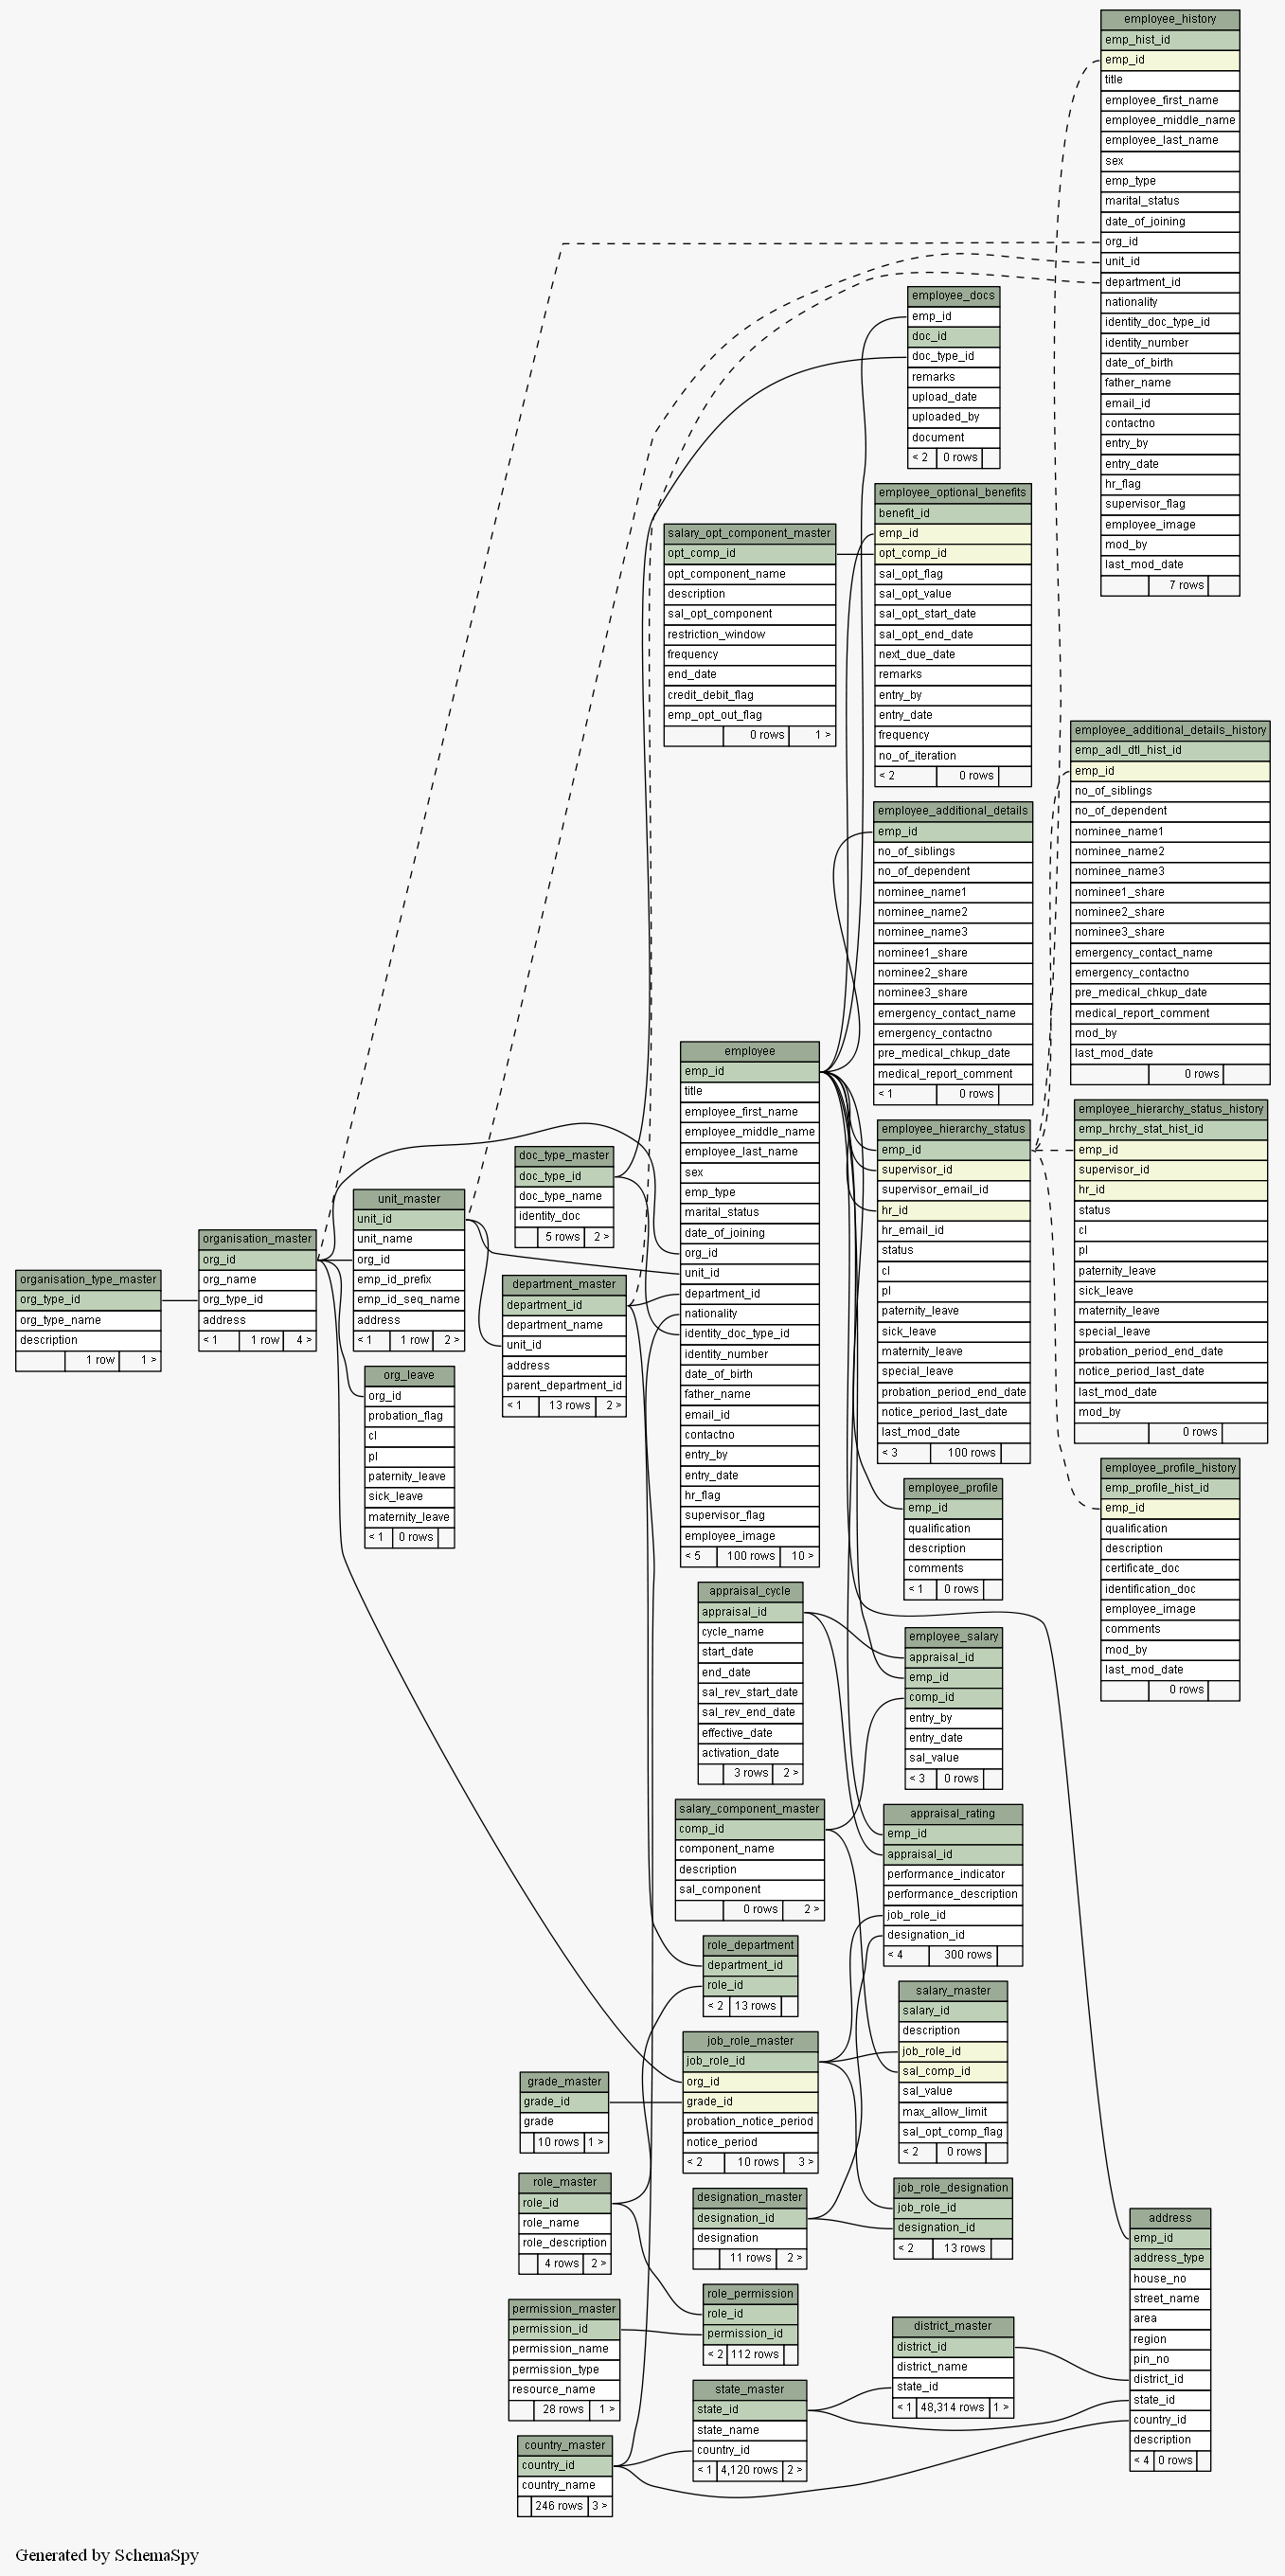 employee_history
emp_hist_id
emp_id
title
employee_first_name
employee_middle_name
employee_last_name
sex
emp_type
marital_status
date_of_joining
org_id
unit_id
department_id
nationality
identity_doc_type_id
identity_number
date_of_birth
father_name
email_id
contactno
entry_by
entry_date
hr_flag
supervisor_flag
employee_image
mod_by
last_mod_date
7 rows
employee_docs
emp_id
doc_id
doc_type_id
remarks
upload_date
uploaded_by
document
< 2 0 rows
employee_optional_benefits
benefit_id
emp_id
opt_comp_id
sal_opt_flag
sal_opt_value
sal_opt_start_date
sal_opt_end_date
next_due_date
remarks
entry_by
entry_date
frequency
no_of_iteration
< 2 0 rows
salary_opt_component_master
opt_comp_id
opt_component_name
description
sal_opt_component
restriction_window
frequency
end_date
credit_debit_flag
emp_opt_out_flag
0 rows 1 >
employee_additional_details_history
emp_adl_dtl_hist_id
emp_id
no_of_siblings
no_of_dependent
nominee_name1
nominee_name2
nominee_name3
nominee1_share
nominee2_share
nominee3_share
emergency_contact_name
emergency_contactno
pre_medical_chkup_date
medical_report_comment
mod_by
last_mod_date
0 rows
employee_additional_details
emp_id
no_of_siblings
no_of_dependent
nominee_name1
nominee_name2
nominee_name3
nominee1_share
nominee2_share
nominee3_share
emergency_contact_name
emergency_contactno
pre_medical_chkup_date
medical_report_comment
< 1 0 rows
employee
emp_id
title
employee_first_name
employee_middle_name
employee_last_name
sex
emp_type
marital_status
date_of_joining
org_id
unit_id
department_id
nationality
identity_doc_type_id
identity_number
date_of_birth
father_name
email_id
contactno
entry_by
entry_date
hr_flag
supervisor_flag
employee_image
< 5 100 rows 10 >
employee_hierarchy_status
emp_id
supervisor_id
supervisor_email_id
hr_id
hr_email_id
status
cl
pl
paternity_leave
sick_leave
maternity_leave
special_leave
probation_period_end_date
notice_period_last_date
last_mod_date
< 3 100 rows
employee_hierarchy_status_history
emp_hrchy_stat_hist_id
emp_id
supervisor_id
hr_id
status
cl
pl
paternity_leave
sick_leave
maternity_leave
special_leave
probation_period_end_date
notice_period_last_date
last_mod_date
mod_by
0 rows
doc_type_master
doc_type_id
doc_type_name
identity_doc
5 rows 2 >
unit_master
unit_id
unit_name
org_id
emp_id_prefix
emp_id_seq_name
address
< 1 1 row 2 >
organisation_master
org_id
org_name
org_type_id
address
< 1 1 row 4 >
organisation_type_master
org_type_id
org_type_name
description
1 row 1 >
department_master
department_id
department_name
unit_id
address
parent_department_id
< 1 13 rows 2 >
org_leave
org_id
probation_flag
cl
pl
paternity_leave
sick_leave
maternity_leave
< 1 0 rows
employee_profile
emp_id
qualification
description
comments
< 1 0 rows
employee_profile_history
emp_profile_hist_id
emp_id
qualification
description
certificate_doc
identification_doc
employee_image
comments
mod_by
last_mod_date
0 rows
appraisal_cycle
appraisal_id
cycle_name
start_date
end_date
sal_rev_start_date
sal_rev_end_date
effective_date
activation_date
3 rows 2 >
employee_salary
appraisal_id
emp_id
comp_id
entry_by
entry_date
sal_value
< 3 0 rows
salary_component_master
comp_id
component_name
description
sal_component
0 rows 2 >
appraisal_rating
emp_id
appraisal_id
performance_indicator
performance_description
job_role_id
designation_id
< 4 300 rows
role_department
department_id
role_id
< 2 13 rows
salary_master
salary_id
description
job_role_id
sal_comp_id
sal_value
max_allow_limit
sal_opt_comp_flag
< 2 0 rows
job_role_master
job_role_id
org_id
grade_id
probation_notice_period
notice_period
< 2 10 rows 3 >
grade_master
grade_id
grade
10 rows 1 >
role_master
role_id
role_name
role_description
4 rows 2 >
designation_master
designation_id
designation
11 rows 2 >
job_role_designation
job_role_id
designation_id
< 2 13 rows
address
emp_id
address_type
house_no
street_name
area
region
pin_no
district_id
state_id
country_id
description
< 4 0 rows
role_permission
role_id
permission_id
< 2 112 rows
permission_master
permission_id
permission_name
permission_type
resource_name
28 rows 1 >
district_master
district_id
district_name
state_id
< 1 48,314 rows 1 >
state_master
state_id
state_name
country_id
< 1 4,120 rows 2 >
country_master
country_id
country_name
246 rows 3 >
Generated by SchemaSpy